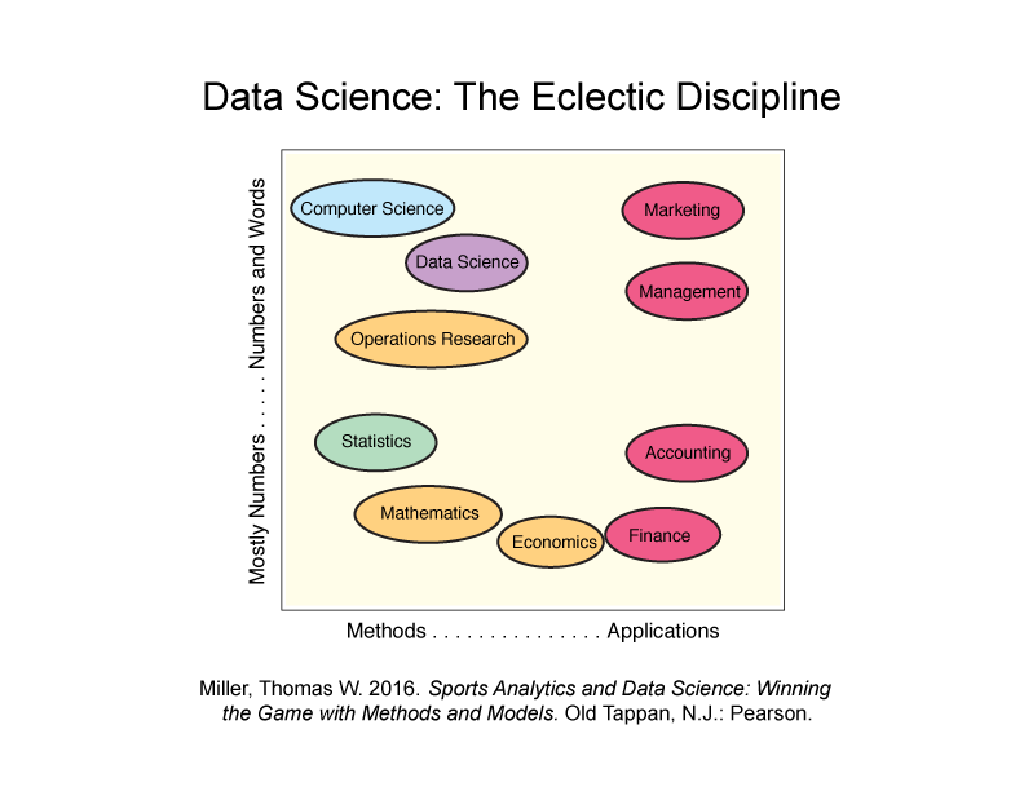 Data Science: The Eclectic Discipline
Mostly Numbers . . . . . Numbers and Words
Computer Science
Marketing
Data Science
Management
Operations Research
Statistics
Accounting
Mathematics
Economics
Finance
Methods . . . . . . . . . . . . . . . Applications
Miller, Thomas W. 2016. Sports Analytics and Data Science: Winning
the Game with Methods and Models. Old Tappan, N.J.: Pearson.